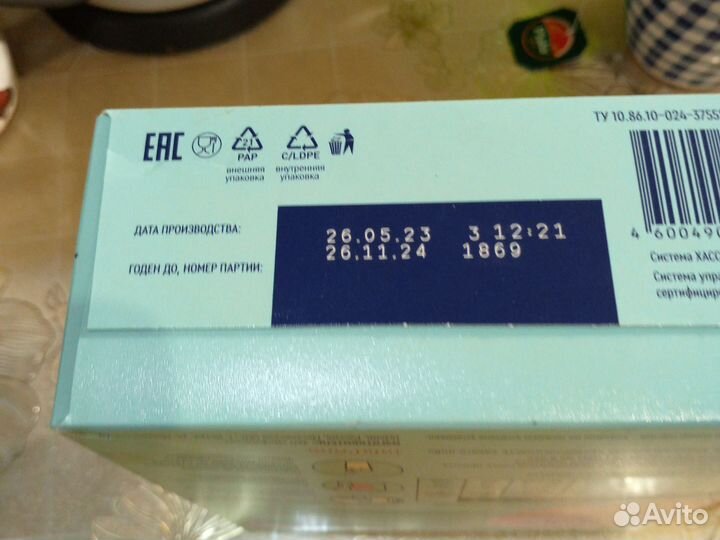 ТУ 10.86.10-024-3755
EAC
21
PAP
внешняя
упаковка
C/LDPE
внутренняя
упаковка
ДАТА ПРОИЗВОДСТВА:
26.05.23 3 12:21
ГОДЕН ДО, НОМЕР ПАРТИИ:
26.11.24 1869
4 600490
Система ХАСС
Система упра
сертифициро
Avito